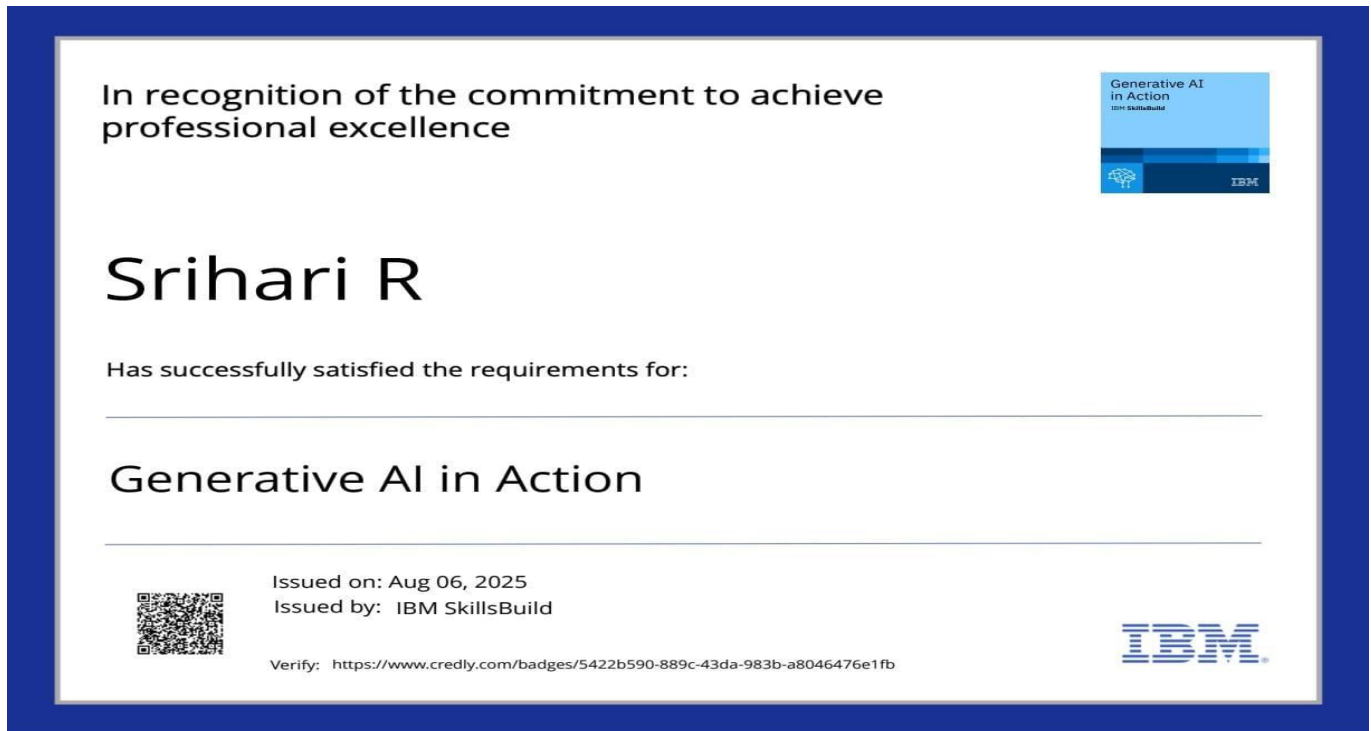 In recognition of the commitment to achieve
professional excellence
Generative AI
in Action
IBM SkillsBuild
IBM
Srihari R
Has successfully satisfied the requirements for:
Generative AI in Action
Issued on: Aug 06, 2025
Issued by: IBM SkillsBuild
Verify: https://www.credly.com/badges/5422b590-889c-43da-983b-a8046476e1fb
IBM